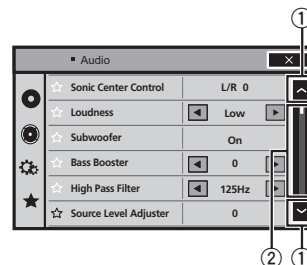 ①
Audio ×
Sonic Center Control L/R 0
Loudness Low
Subwoofer On
Bass Booster 0
High Pass Filter 125Hz
Source Level Adjuster 0
② ①